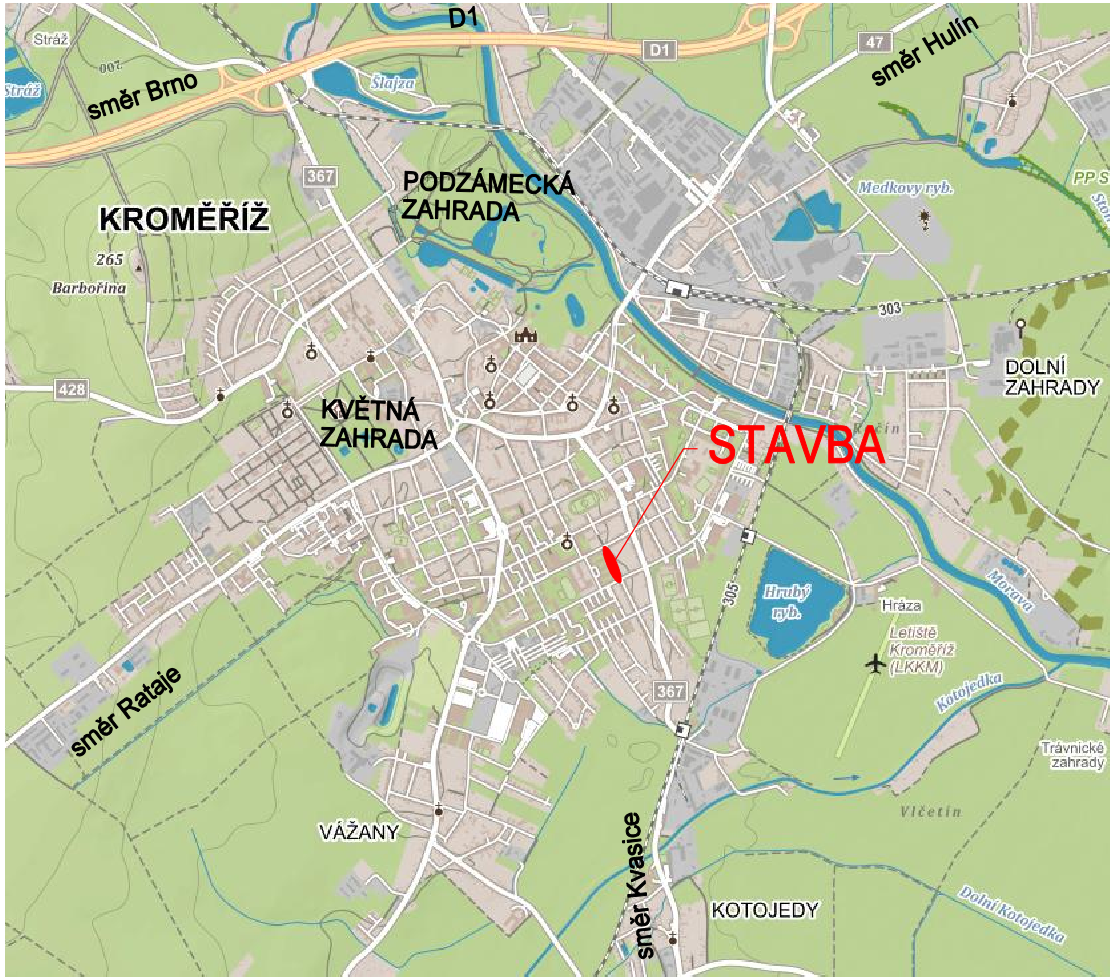 D1
Stráž
D1
47
směr Hulín
200
Šlajza
Stráž
směr Brno
367
PODZÁMECKÁ
ZAHRADA
Medkovy ryb.
PP S
KROMĚŘÍŽ
265
Barbořina
303
DOLNÍ
ZAHRADY
428
KVĚTNÁ
ZAHRADA
STAVBA
Hrubý
ryb.
305
Morava
Hráza
Letiště
Kroměříž
(LKKM)
367
Kotojedka
směr Rataje
Trávnické
zahrady
Vlčetín
VÁŽANY
směr Kvasice
KOTOJEDY
Dolní Kotojedka